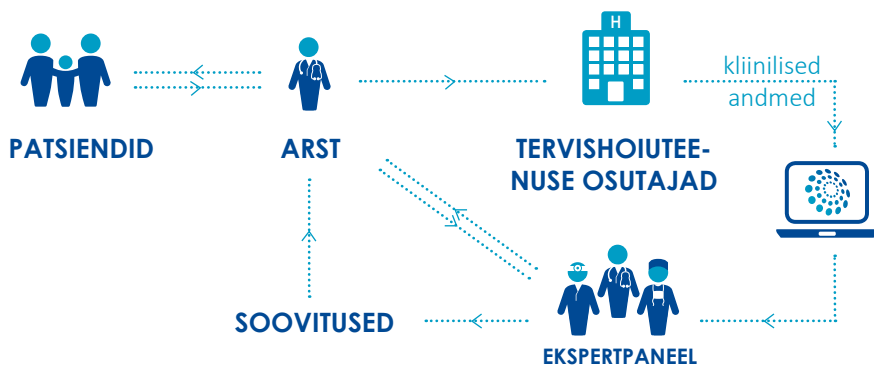 H
kliinilised
andmed
PATSIENDID
ARST
TERVISHOIUTEE-
NUSE OSUTAJAD
SOOVITUSED
EKSPERTPANEEL